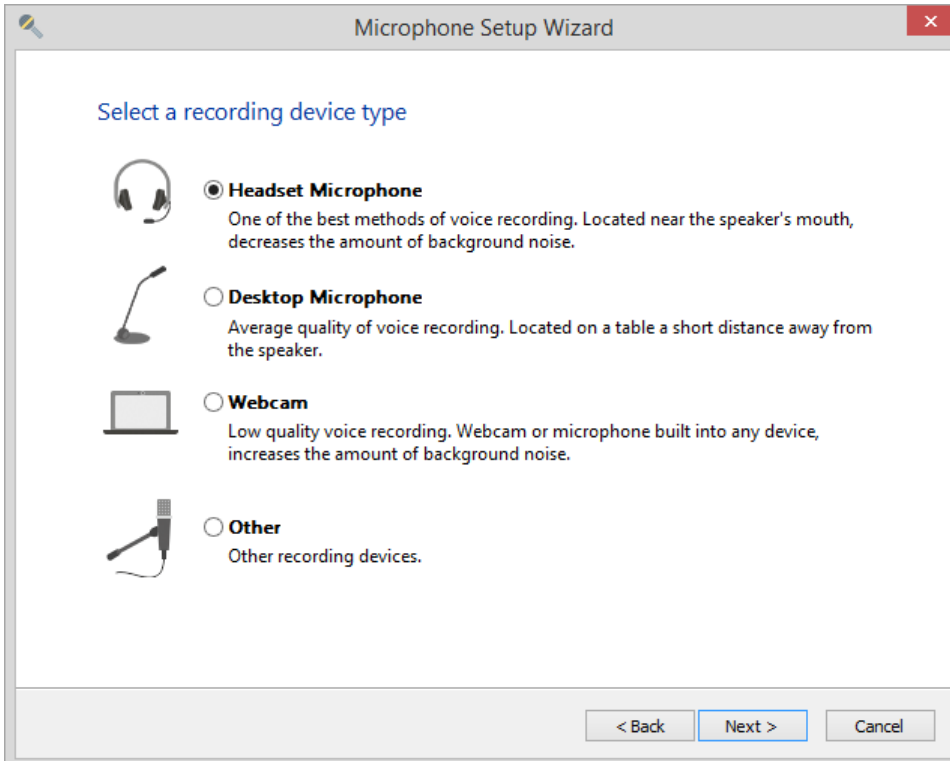 Microphone Setup Wizard
Select a recording device type
Headset Microphone
One of the best methods of voice recording. Located near the speaker's mouth,
decreases the amount of background noise.
Desktop Microphone
Average quality of voice recording. Located on a table a short distance away from
the speaker.
Webcam
Low quality voice recording. Webcam or microphone built into any device,
increases the amount of background noise.
Other
Other recording devices.
< Back Next > Cancel